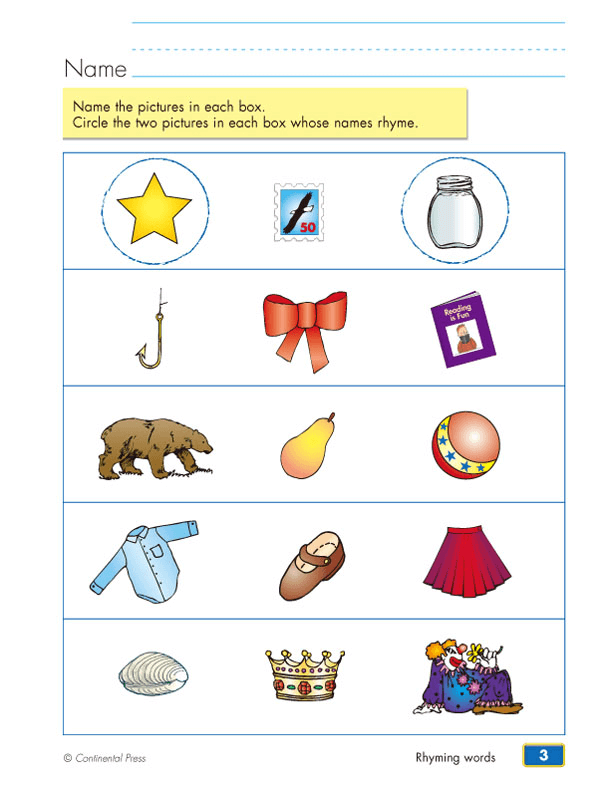 Name
Name the pictures in each box.
Circle the two pictures in each box whose names rhyme.
50
Reading
is Fun
© Continental Press
Rhyming words
3